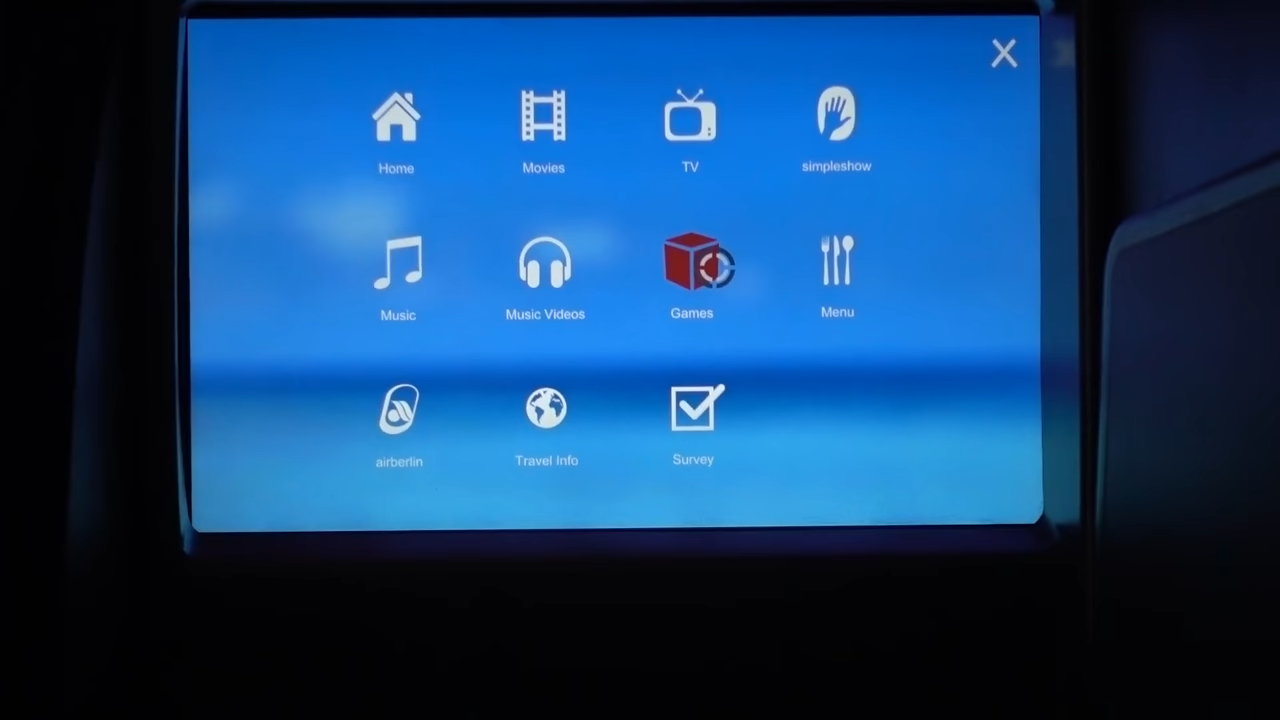 Home
Movies
TV
simpleshow
Music
Music Videos
Games
Menu
airberlin
Travel Info
Survey